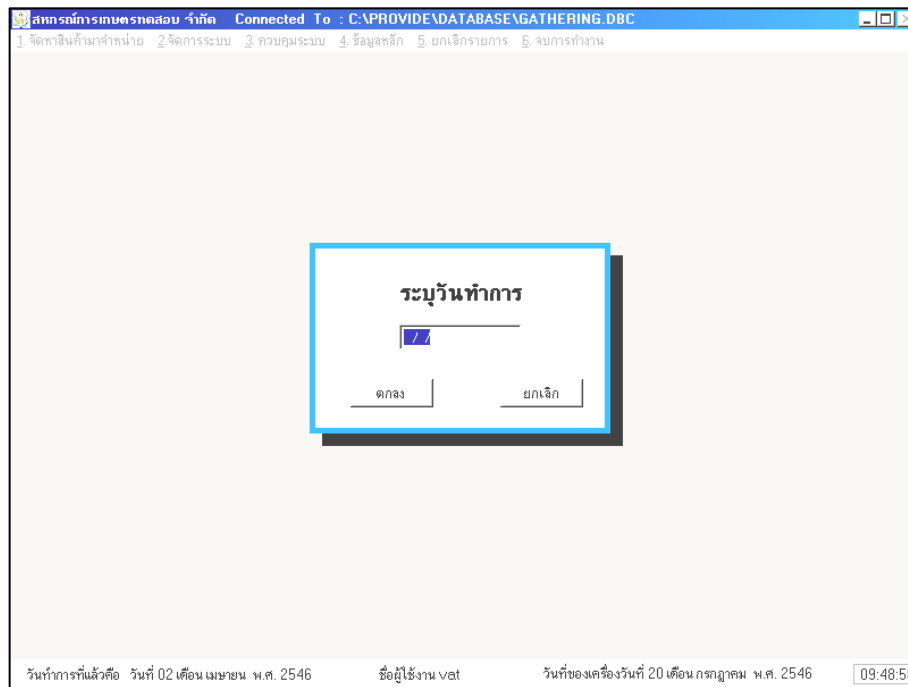 สหกรณ์การเกษตรทดสอบ จำกัด Connected To : C:\PROVIDE\DATABASE\GATHERING.DBC
1. จัดหาสินค้ามาจำหน่าย 2.จัดการระบบ 3. ควบคุมระบบ 4. ข้อมูลหลัก 5. ยกเลิกรายการ 6. จบการทำงาน
ระบุวันทำการ
/ /
ตกลง ยกเลิก
วันทำการที่แล้วคือ วันที่ 02 เดือน เมษายน พ.ศ. 2546 ชื่อผู้ใช้งาน vat วันที่ของเครื่องวันที่ 20 เดือน กรกฎาคม พ.ศ. 2546